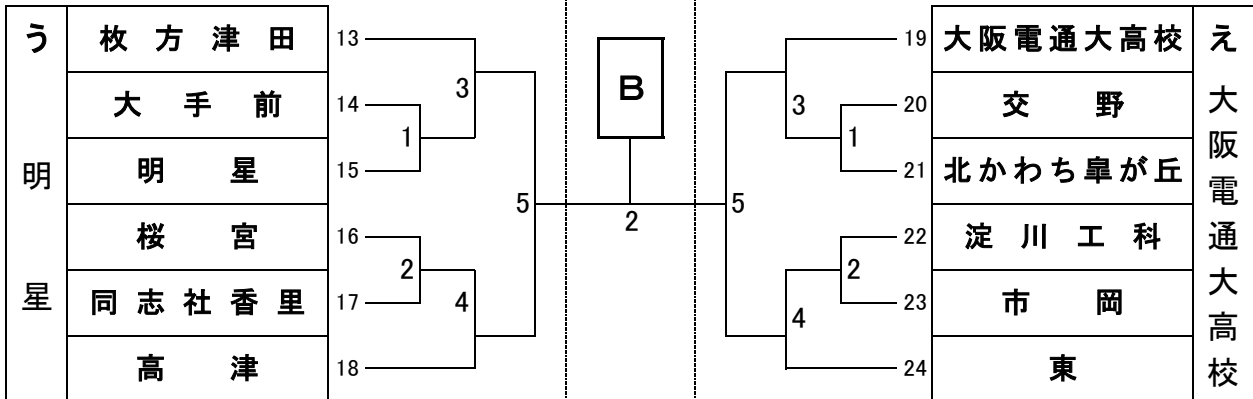 う 枚方津田 13
大手前 14
明星 15
桜宮 16
同志社香里 17
高津 18
明星
3
1
2
4
5
B
2
19 大阪電通大高校 え
20 交野
21 北かわち皐が丘
22 淀川工科
23 市岡
24 東
大阪電通大高校
3
1
5
2
4